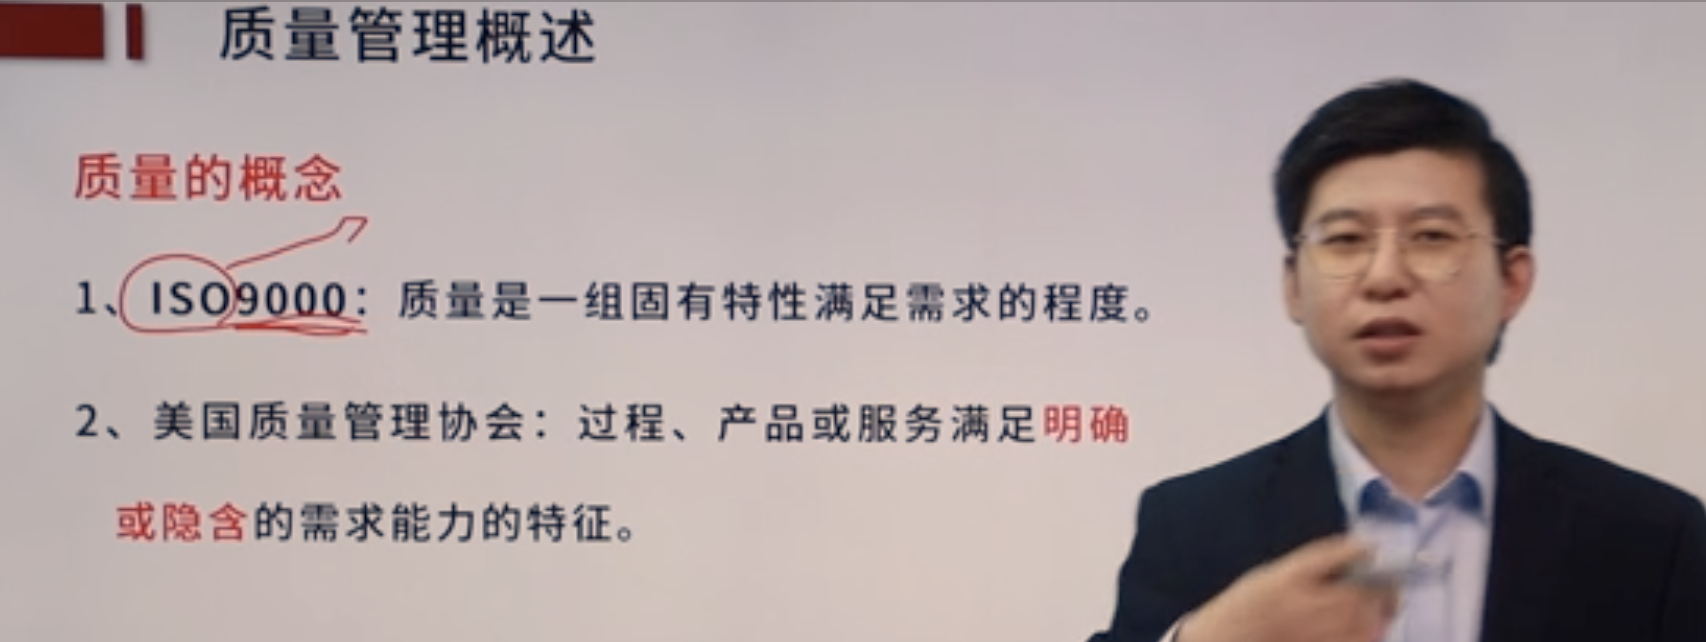 质量管理概述
质量的概念
1、ISO9000：质量是一组固有特性满足需求的程度。
2、美国质量管理协会：过程、产品或服务满足明确
或隐含的需求能力的特征。